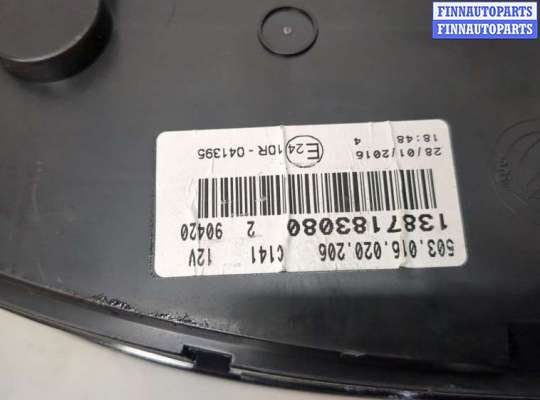 FINNAUTOPARTS
FINNAUTOPARTS
FINNAUTOPARTS
503.016.020.206
C141 12V
1387183080
2 90420
28/01/2016 4
18:48
E24 10R - 041395